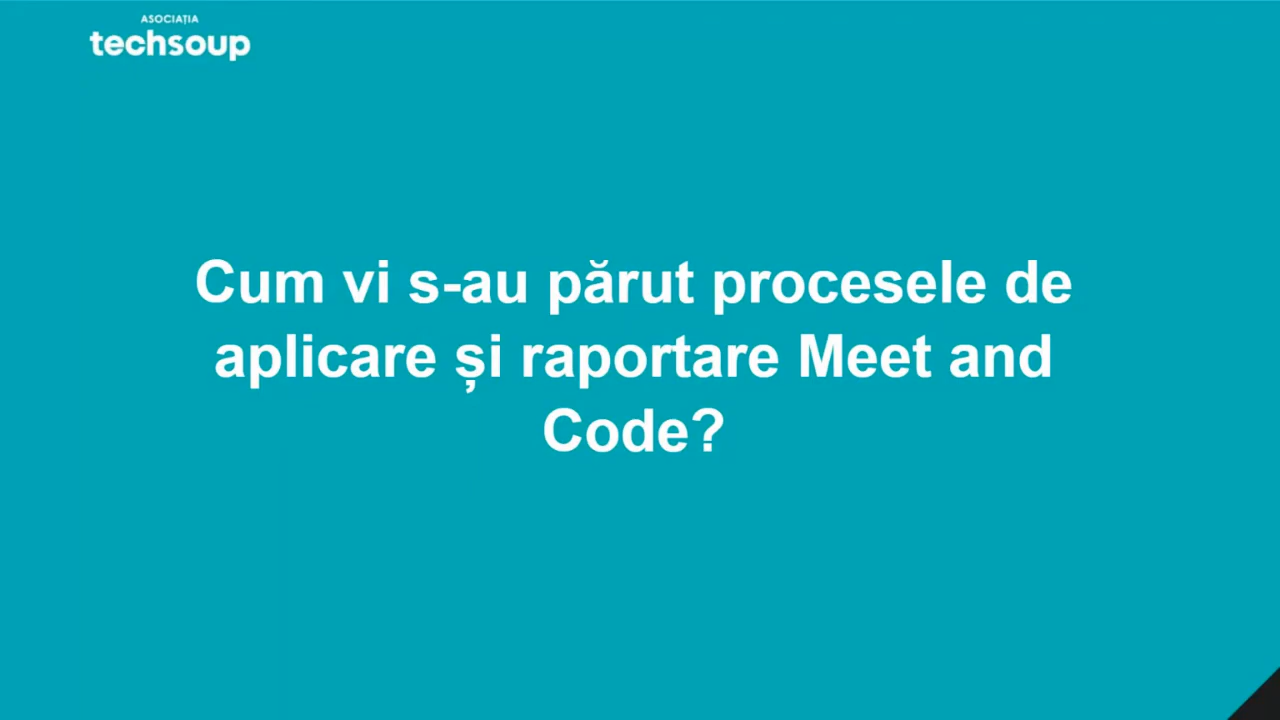 ASOCIAȚIA
techsoup
Cum vi s-au părut procesele de
aplicare și raportare Meet and
Code?